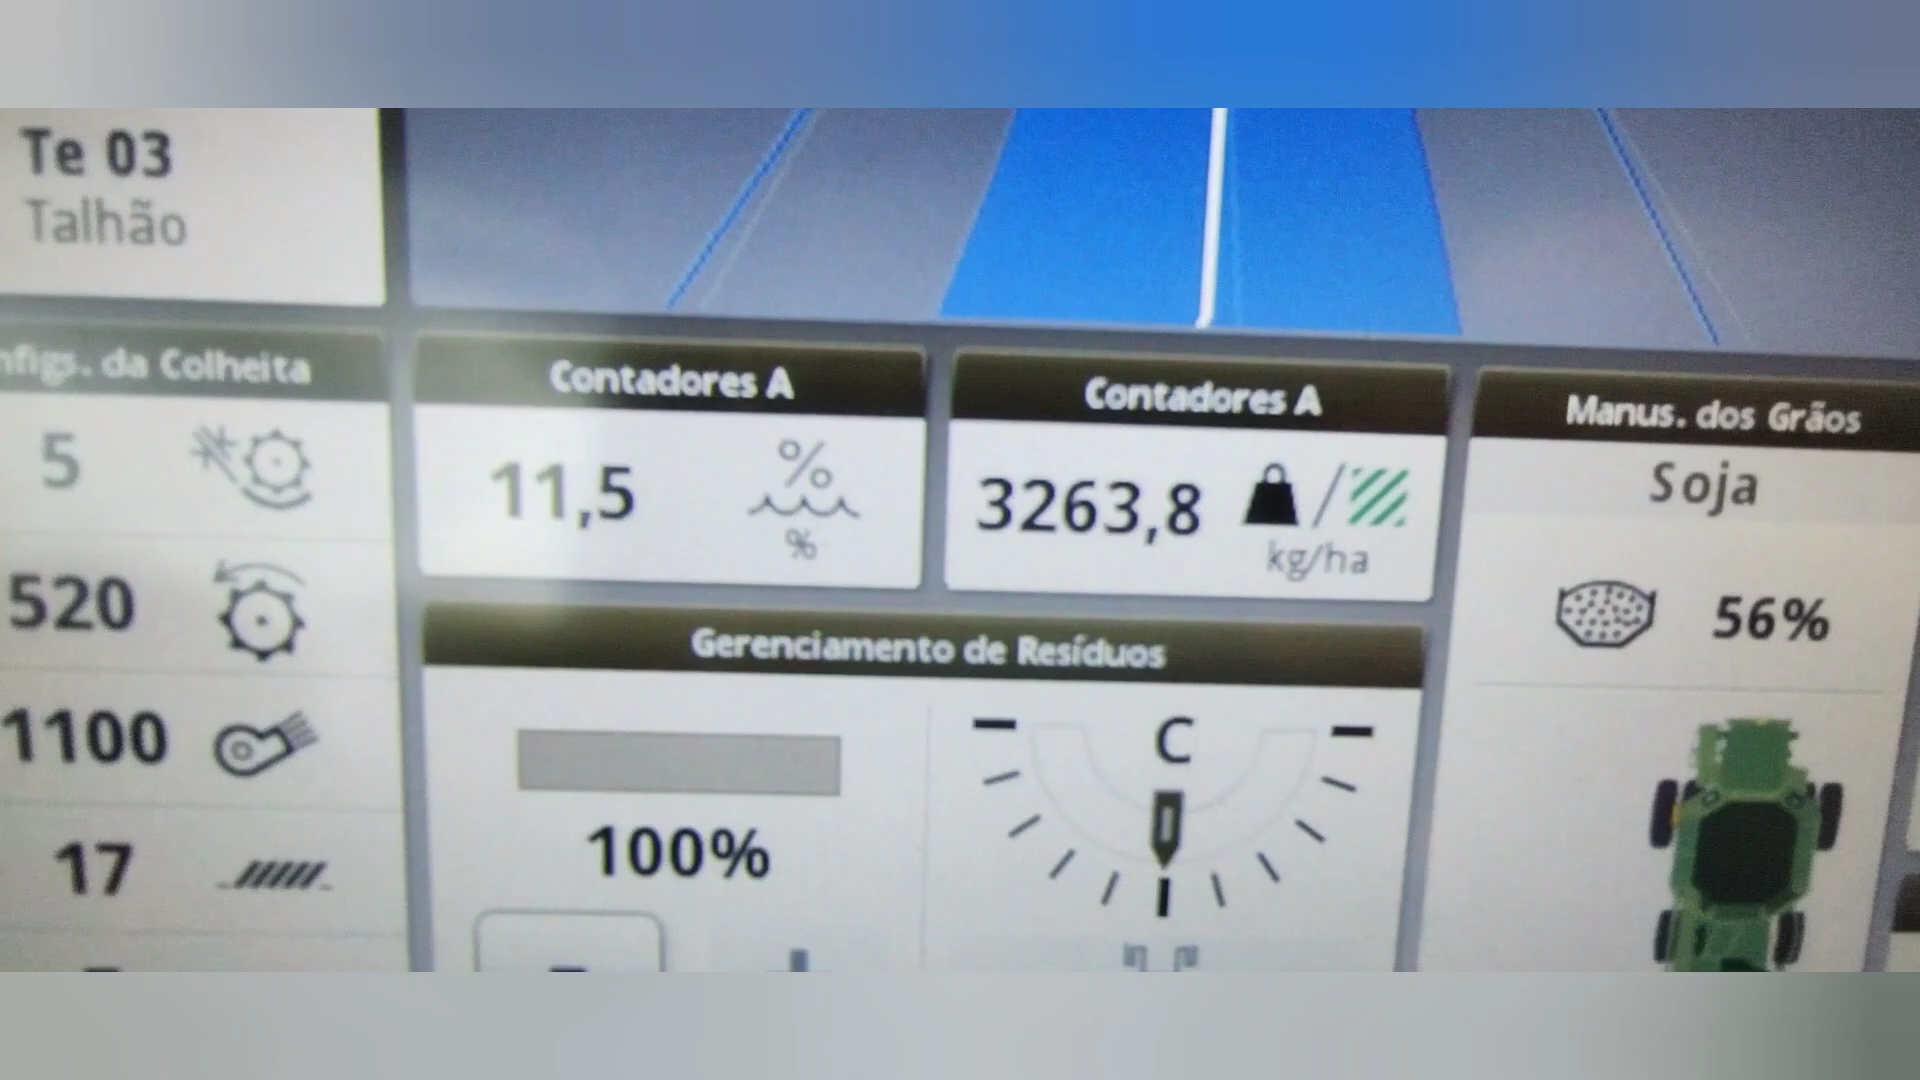 Te 03
Talhão
nfigs. da Colheita
5
520
1100
17
Contadores A
11,5
%
%
Contadores A
3263,8
kg/ha
Gerenciamento de Resíduos
100%
C
Manus. dos Grãos
Soja
56%